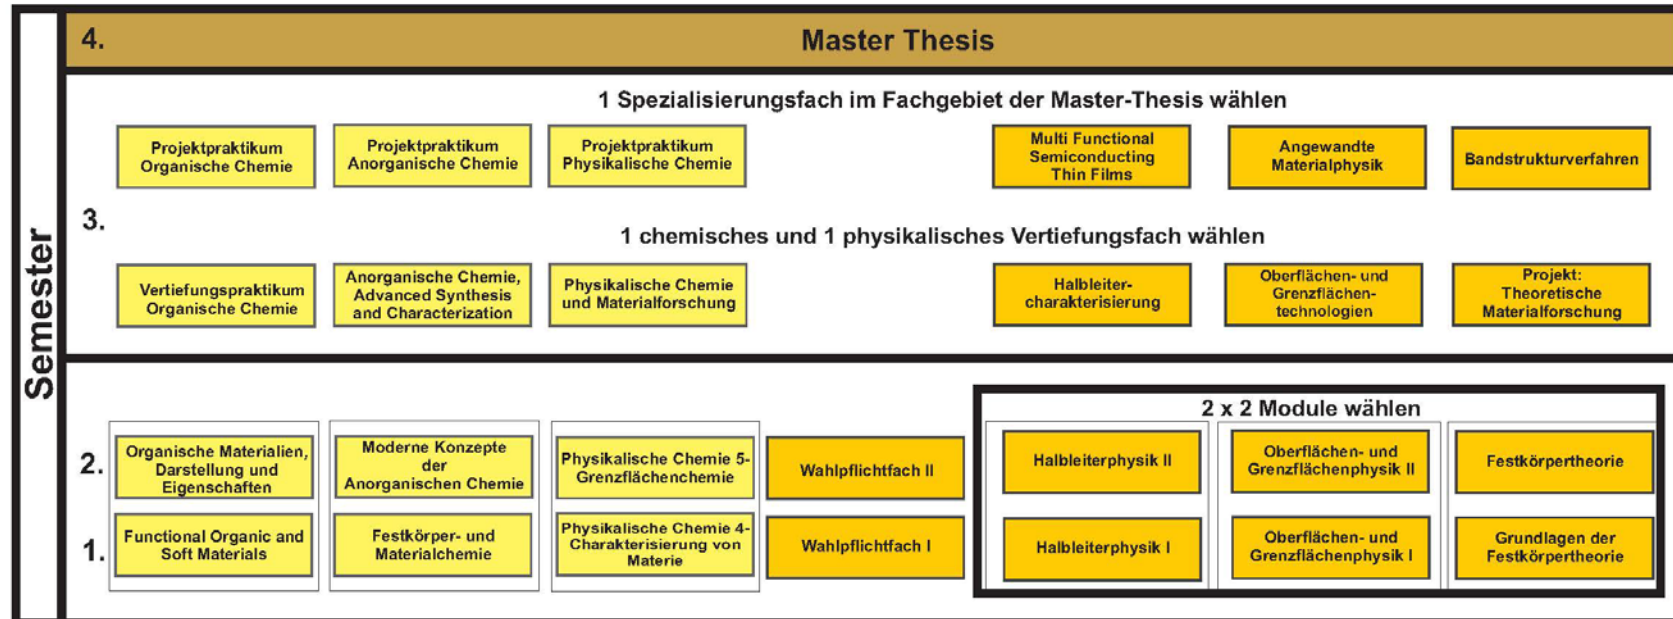 Semester
4.
Master Thesis
1 Spezialisierungsfach im Fachgebiet der Master-Thesis wählen
Projektpraktikum
Organische Chemie
Projektpraktikum
Anorganische Chemie
Projektpraktikum
Physikalische Chemie
Multi Functional
Semiconducting
Thin Films
Angewandte
Materialphysik
Bandstrukturverfahren
3.
1 chemisches und 1 physikalisches Vertiefungsfach wählen
Vertiefungspraktikum
Organische Chemie
Anorganische Chemie,
Advanced Synthesis
and Characterization
Physikalische Chemie
und Materialforschung
Halbleiter-
charakterisierung
Oberflächen- und
Grenzflächen-
technologien
Projekt:
Theoretische
Materialforschung
2 x 2 Module wählen
2.
Organische Materialien,
Darstellung und
Eigenschaften
Moderne Konzepte
der
Anorganischen Chemie
Physikalische Chemie 5-
Grenzflächenchemie
Wahlpflichtfach II
Halbleiterphysik II
Oberflächen- und
Grenzflächenphysik II
Festkörpertheorie
1.
Functional Organic and
Soft Materials
Festkörper- und
Materialchemie
Physikalische Chemie 4-
Charakterisierung von
Materie
Wahlpflichtfach I
Halbleiterphysik I
Oberflächen- und
Grenzflächenphysik I
Grundlagen der
Festkörpertheorie